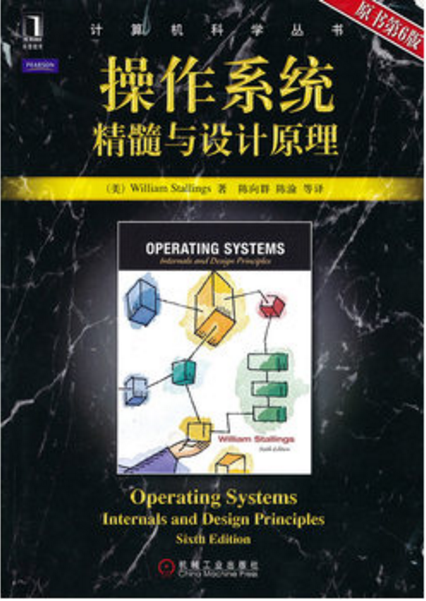 计算机科学丛书
原书第6版
PEARSON
操作系统
精髓与设计原理
(美) William Stallings 著 陈向群 陈渝 等译
OPERATING SYSTEMS
Internals and Design Principles
William Stallings
Sixth Edition
Operating Systems
Internals and Design Principles
Sixth Edition
机械工业出版社
China Machine Press